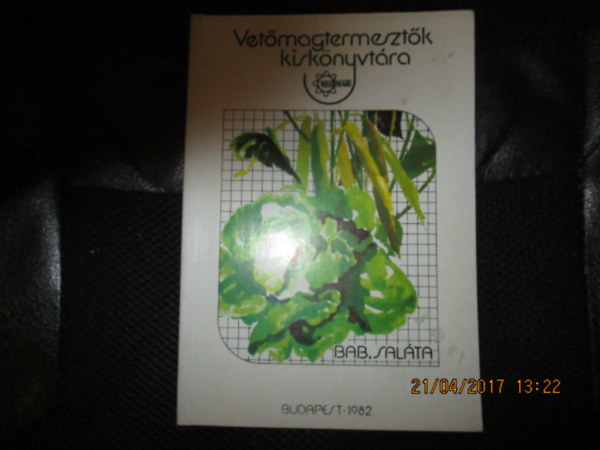 Vetőmagtermesztők
kiskönyvtára
BAB, SALÁTA
BUDAPEST·1982
21/04/2017 13:22